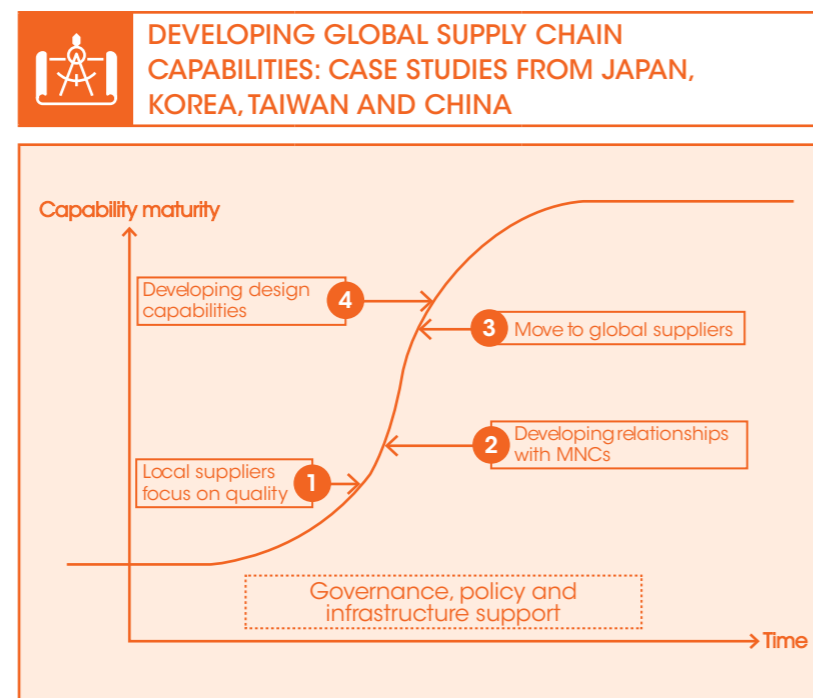 DEVELOPING GLOBAL SUPPLY CHAIN
CAPABILITIES: CASE STUDIES FROM JAPAN,
KOREA, TAIWAN AND CHINA
Capability maturity
Developing design
capabilities
4
3
Move to global suppliers
2
Developing relationships
with MNCs
Local suppliers
focus on quality
1
Governance, policy and
infrastructure support
Time